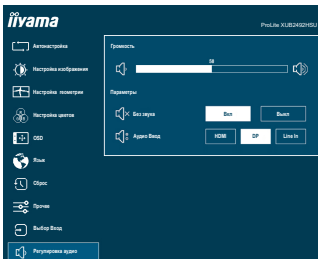 iiyama
ProLite XUB2492HSU
Автонастройка
Громкость
50
Настройка изображения
Настройка геометрии
Параметры
Настройка цветов
Без звука
Вкл
Выкл
OSD
Аудио Вход
HDMI
DP
Line In
Язык
Сброс
Прочее
Выбор Вход
Регулировка аудио